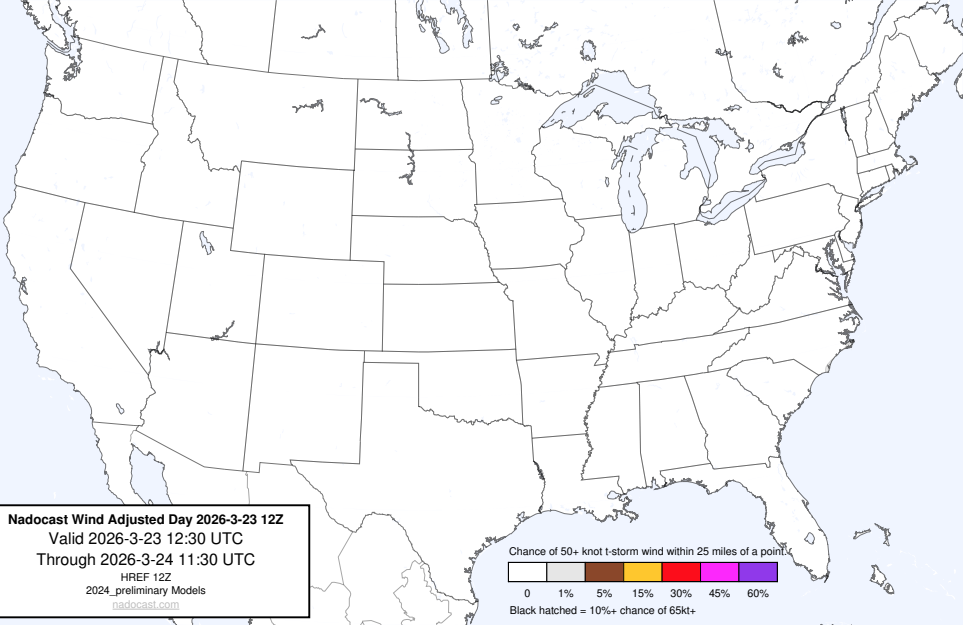 Nadocast Wind Adjusted Day 2026-3-23 12Z
Valid 2026-3-23 12:30 UTC
Through 2026-3-24 11:30 UTC
HREF 12Z
2024_preliminary Models
nadocast.com
Chance of 50+ knot t-storm wind within 25 miles of a point.
0 1% 5% 15% 30% 45% 60%
Black hatched = 10%+ chance of 65kt+